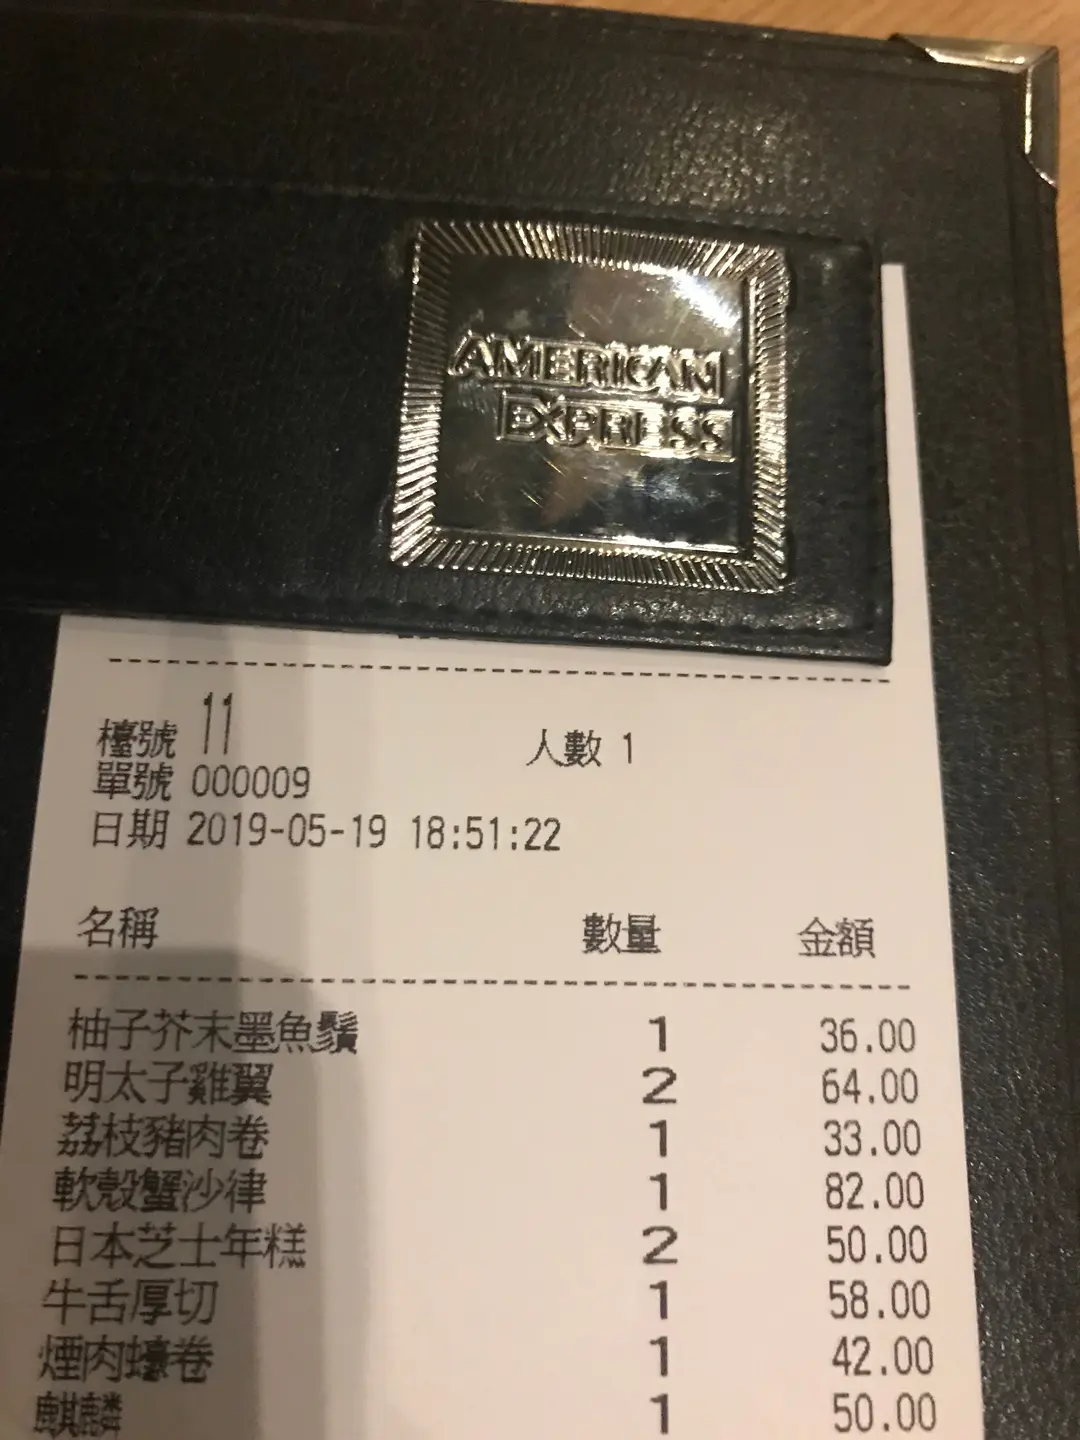 AMERICAN
EXPRESS
檯號 11 人數 1
單號 000009
日期 2019-05-19 18:51:22
名稱 數量 金額
柚子芥末墨魚鬚 1 36.00
明太子雞翼 2 64.00
荔枝豬肉卷 1 33.00
軟殼蟹沙律 1 82.00
日本芝士年糕 2 50.00
牛舌厚切 1 58.00
煙肉蠔卷 1 42.00
麒麟 1 50.00